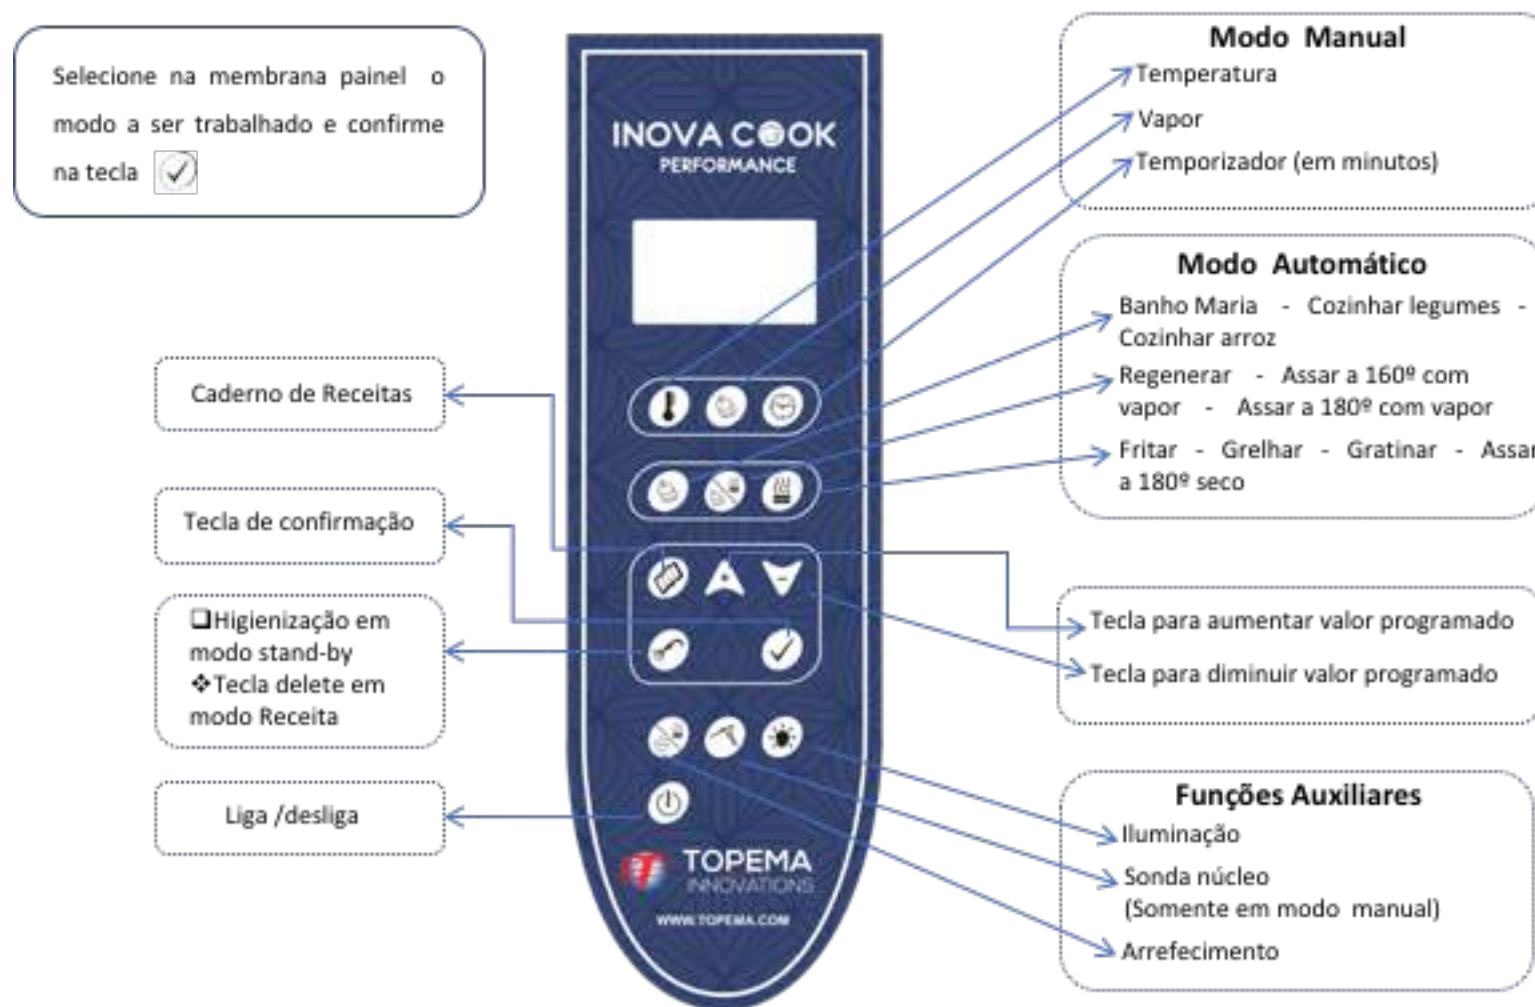 Selecione na membrana painel o
modo a ser trabalhado e confirme
na tecla
INOVA COOK
PERFORMANCE
Modo Manual
Temperatura
Vapor
Temporizador (em minutos)
Modo Automático
Banho Maria - Cozinhar legumes -
Cozinhar arroz
Regenerar - Assar a 160º com
vapor - Assar a 180º com vapor
Fritar - Grelhar - Gratinar - Assar
a 180º seco
Caderno de Receitas
Tecla de confirmação
❑Higienização em
modo stand-by
❖Tecla delete em
modo Receita
Liga /desliga
Tecla para aumentar valor programado
Tecla para diminuir valor programado
Funções Auxiliares
Iluminação
Sonda núcleo
(Somente em modo manual)
Arrefecimento
TOPEMA
INNOVATIONS
WWW.TOPEMA.COM